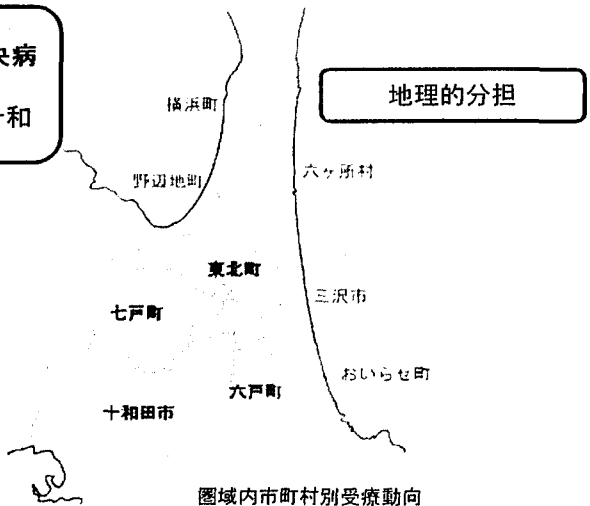 央病
和
地理的分担
横浜町
野辺地町
六ヶ所村
東北町
三沢市
七戸町
おいらせ町
六戸町
十和田市
圏域内市町村別受療動向